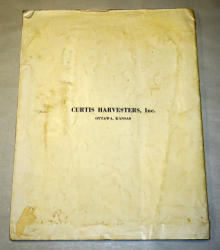 CURTIS HARVESTERS, Inc.
OTTAWA, KANSAS